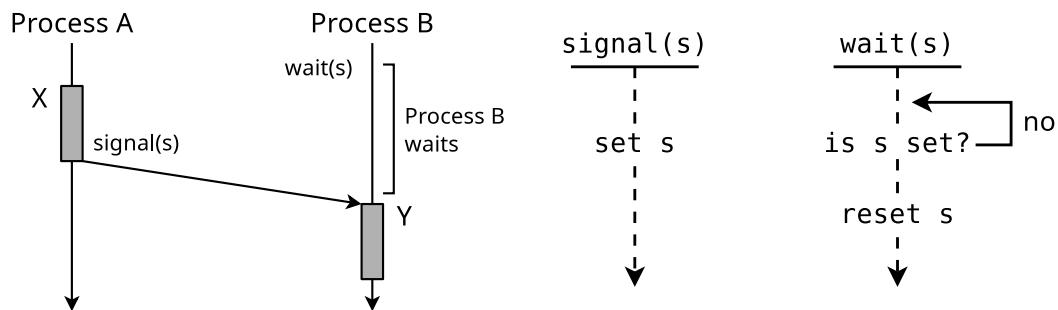 Process A
Process B
wait(s)
X
Process B
waits
signal(s)
Y
signal(s)
set s
wait(s)
is s set?
no
reset s